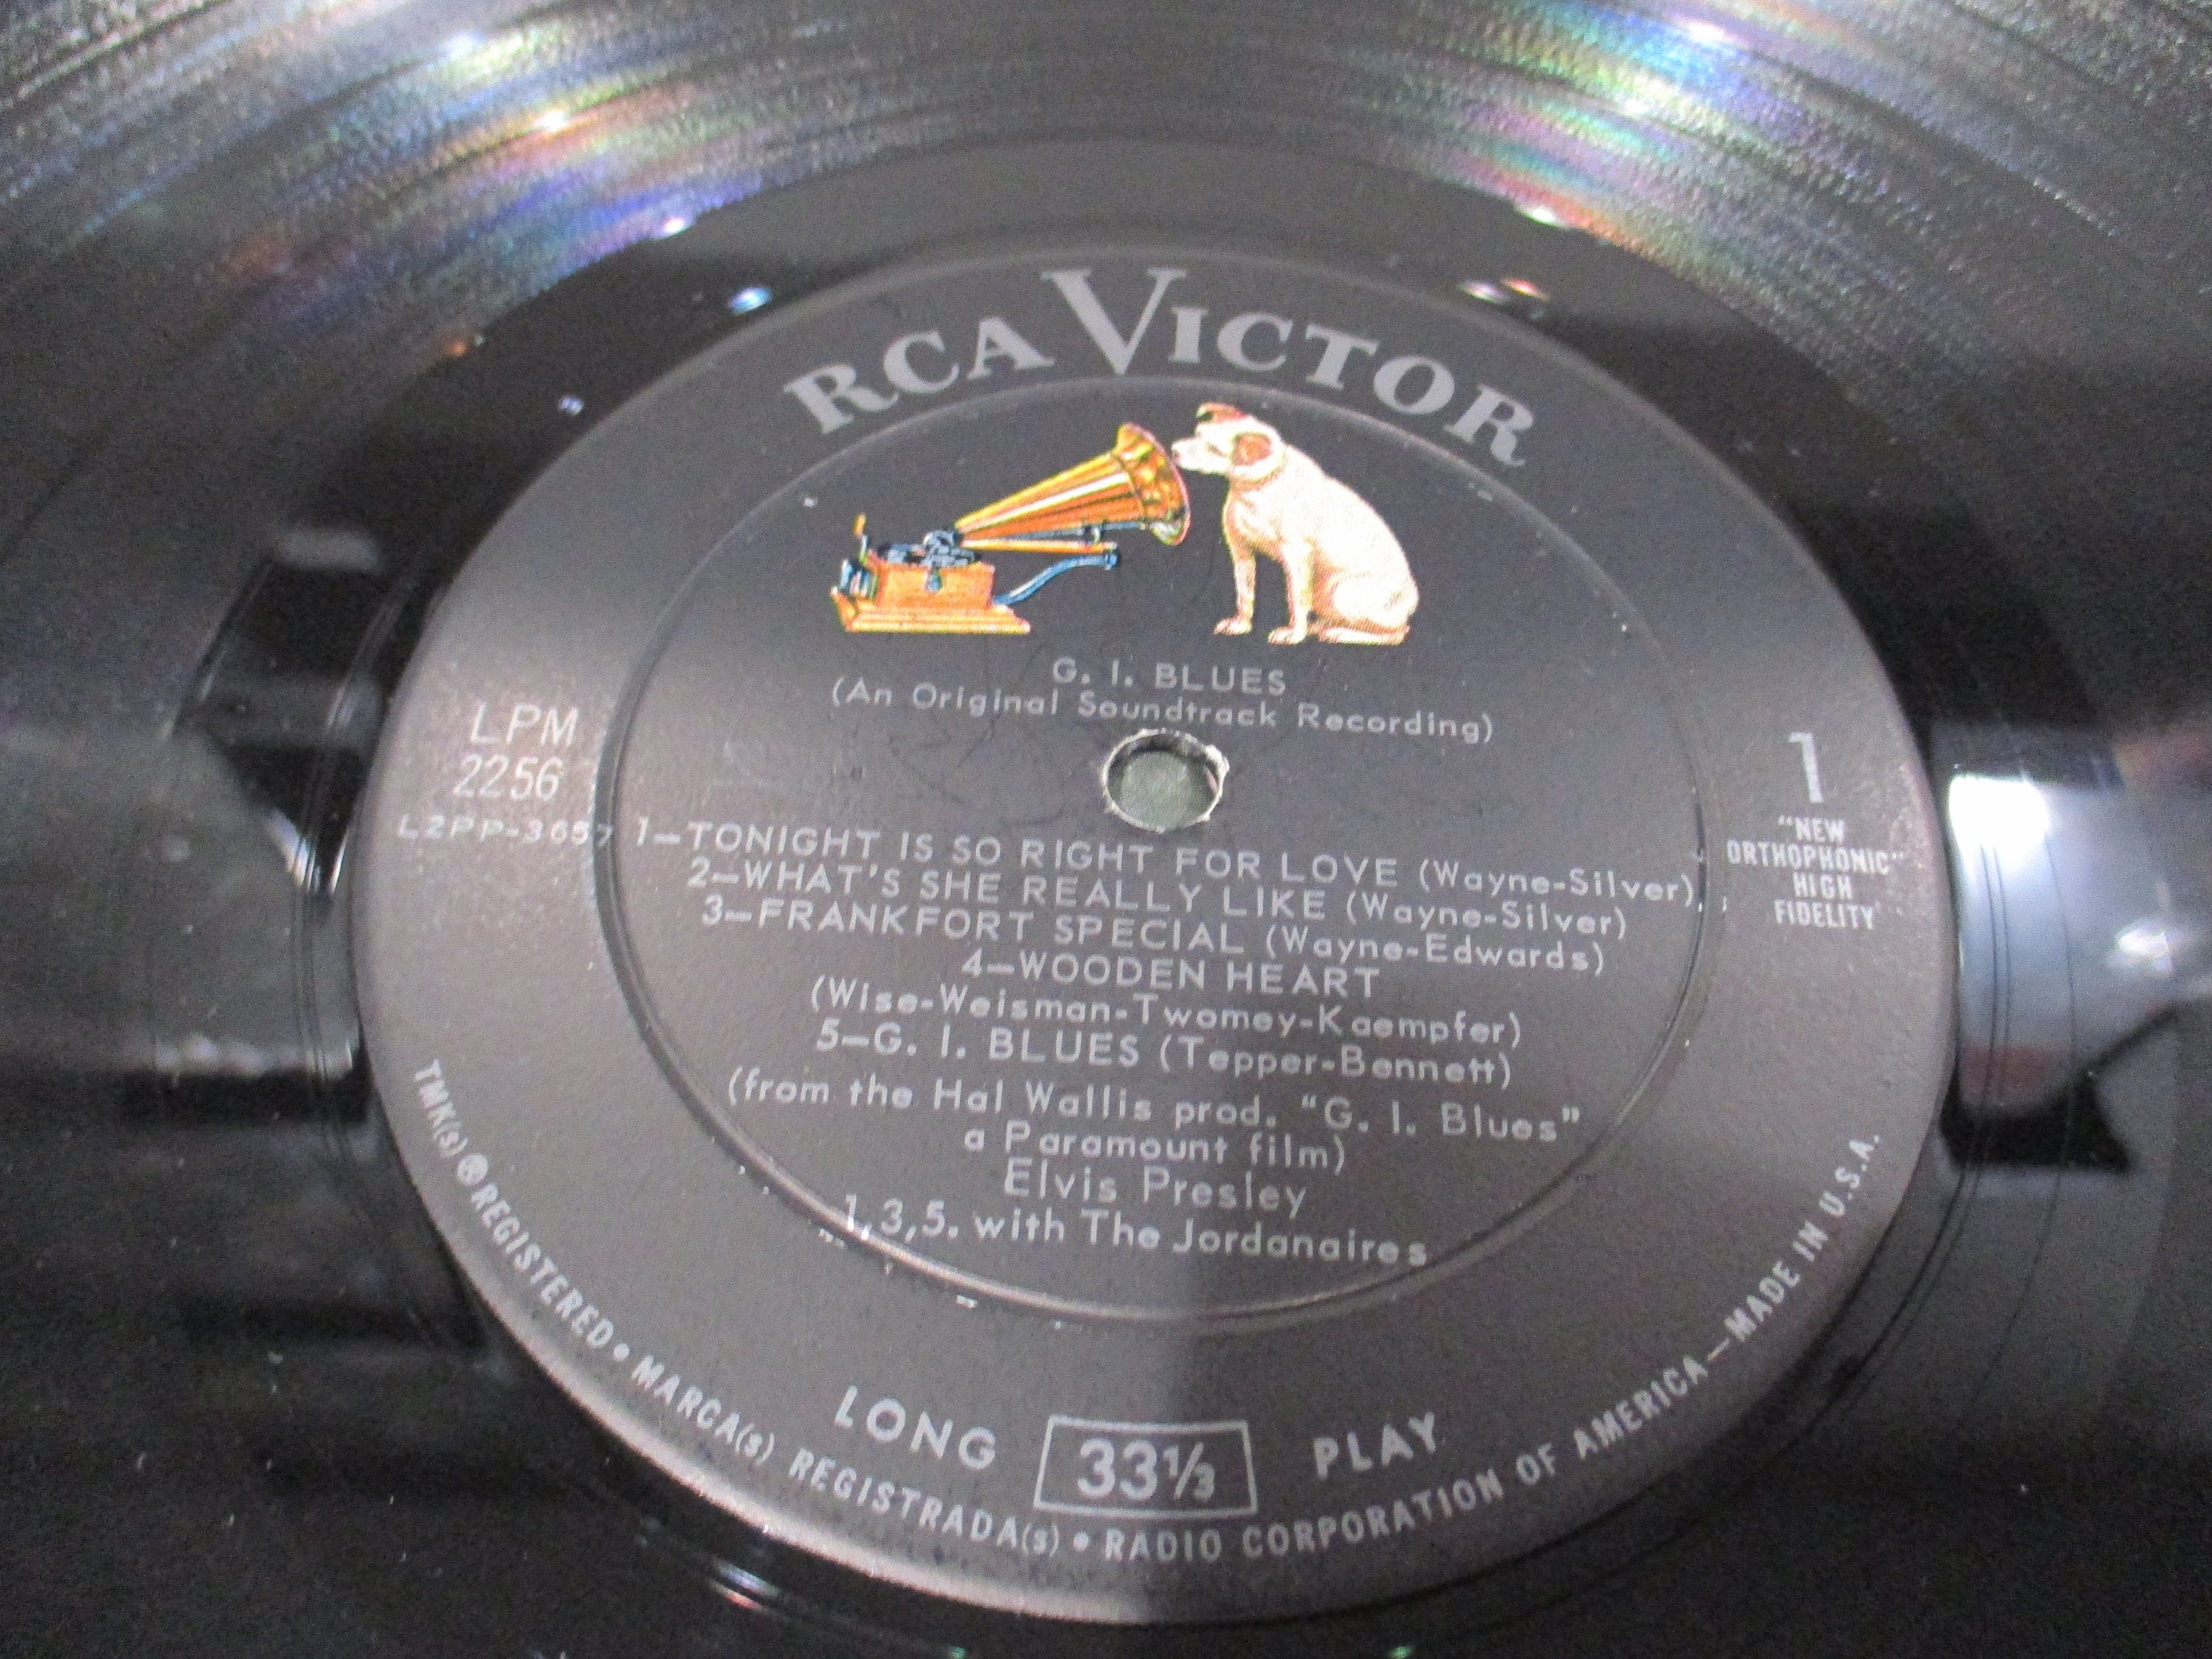 RCA VICTOR
G. I. BLUES
(An Original Soundtrack Recording)
LPM
2256
L2PP-3657
1
"NEW
ORTHOPHONIC"
HIGH
FIDELITY
1—TONIGHT IS SO RIGHT FOR LOVE (Wayne-Silver)
2—WHAT'S SHE REALLY LIKE (Wayne-Silver)
3—FRANKFORT SPECIAL (Wayne-Edwards)
4—WOODEN HEART
(Wise-Weisman-Twomey-Kaempfer)
5—G. I. BLUES (Tepper-Bennett)
(from the Hal Wallis prod. "G. I. Blues"
a Paramount film)
Elvis Presley
1,3,5. with The Jordanaires
LONG 33⅓ PLAY
TMK(s) ® REGISTERED • MARCA(s) REGISTRADA(s) • RADIO CORPORATION OF AMERICA—MADE IN U.S.A.